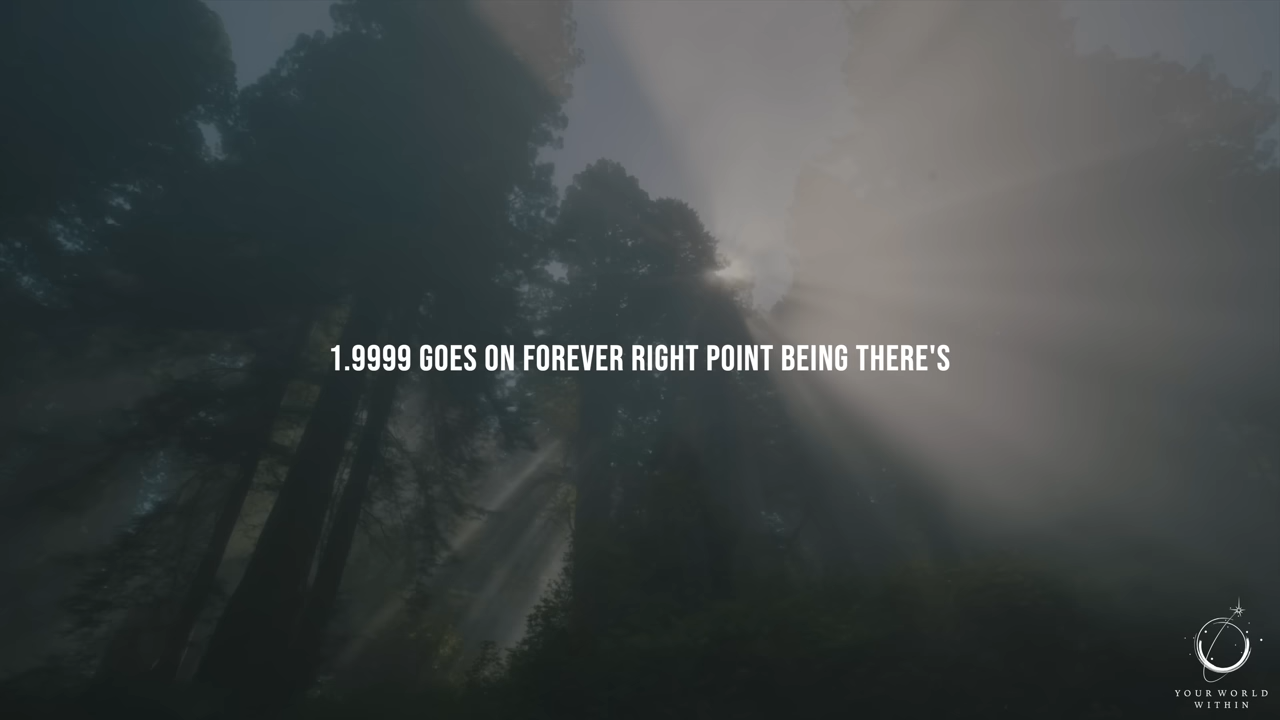 1.9999 GOES ON FOREVER RIGHT POINT BEING THERE'S
YOUR WORLD
WITHIN